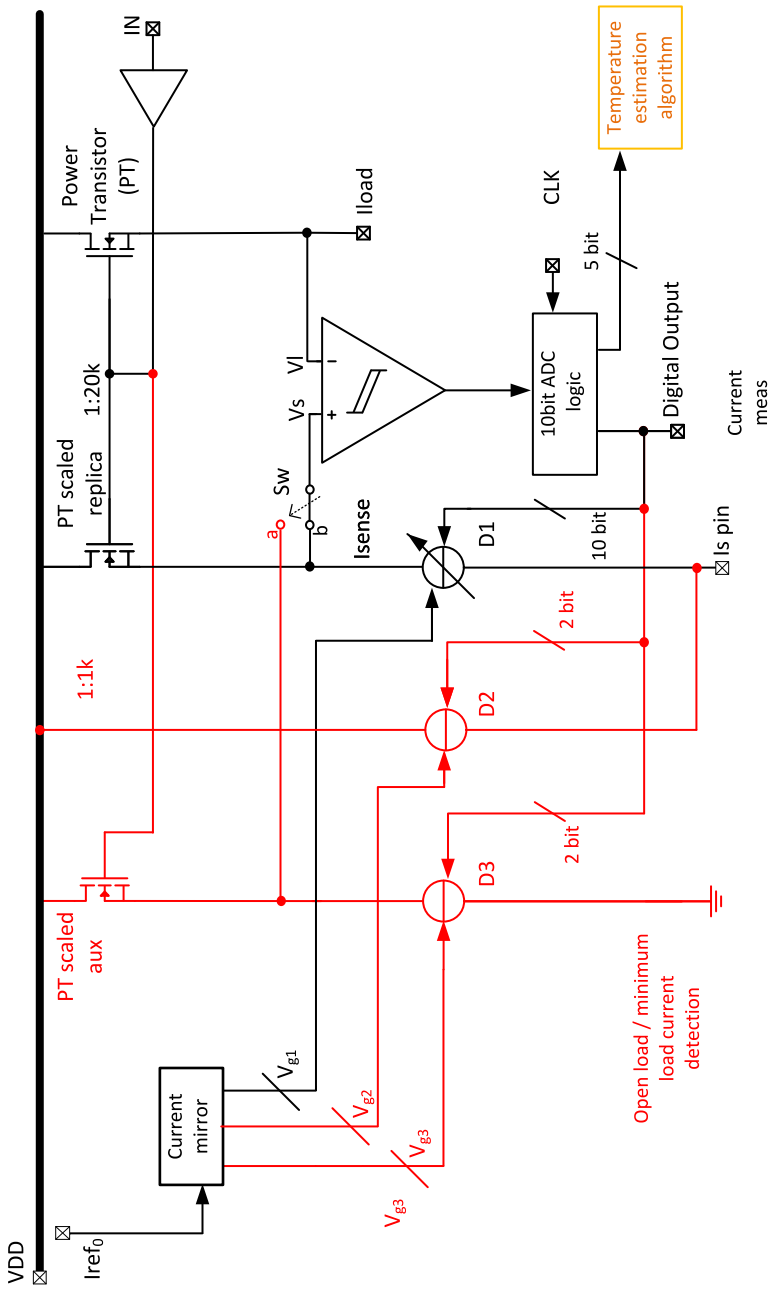 VDD
Iref0
Current
mirror
Vg1
Vg2
Vg3
Vg3
PT scaled
aux
1:1k
PT scaled
replica
1:20k
Power
Transistor
(PT)
IN
Iload
Vs
Vl
+
−
Sw
a
b
Isense
D1
D2
D3
10 bit
2 bit
2 bit
10bit ADC
logic
CLK
5 bit
Temperature
estimation
algorithm
Digital Output
Is pin
Current
meas
Open load / minimum
load current
detection